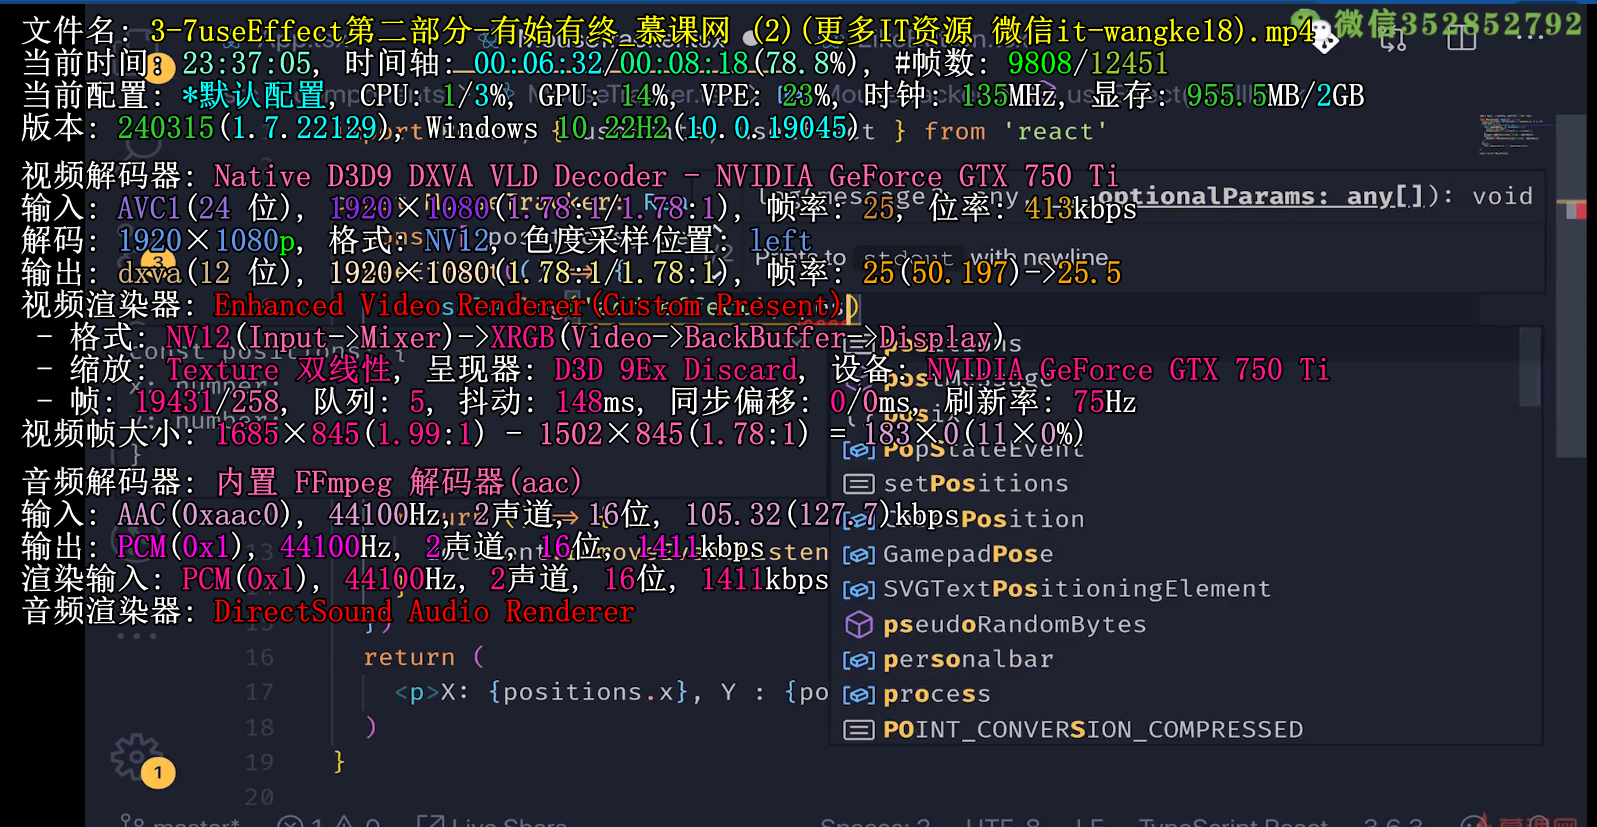 文件名: 3-7useEffect第二部分-有始有终_慕课网 (2)(更多IT资源 微信it-wangke18).mp4
微信352852792
当前时间: 23:37:05, 时间轴: 00:06:32/00:08:18(78.8%), #帧数: 9808/12451
当前配置: *默认配置, CPU: 1/3%, GPU: 14%, VPE: 23%, 时钟: 135MHz, 显存: 955.5MB/2GB
版本: 240315(1.7.22129), Windows 10 22H2(10.0.19045)
} from 'react'
视频解码器: Native D3D9 DXVA VLD Decoder - NVIDIA GeForce GTX 750 Ti
optionalParams: any[]): void
输入: AVC1(24 位), 1920×1080(1.78:1/1.78:1), 帧率: 25, 位率: 413kbps
解码: 1920×1080p, 格式: NV12, 色度采样位置: left
Prints to stdout with newline.
输出: dxva(12 位), 1920×1080(1.78:1/1.78:1), 帧率: 25(50.197)->25.5
视频渲染器: Enhanced Video Renderer(Custom Present)
- 格式: NV12(Input->Mixer)->XRGB(Video->BackBuffer->Display)
positions
- 缩放: Texture 双线性, 呈现器: D3D 9Ex Discard, 设备: NVIDIA GeForce GTX 750 Ti
postMessage
- 帧: 19431/258, 队列: 5, 抖动: 148ms, 同步偏移: 0/0ms, 刷新率: 75Hz
posix
视频帧大小: 1685×845(1.99:1) - 1502×845(1.78:1) = 183×0(11×0%)
PopStateEvent
音频解码器: 内置 FFmpeg 解码器(aac)
setPositions
输入: AAC(0xaac0), 44100Hz, 2声道, 16位, 105.32(127.7)kbps
Position
输出: PCM(0x1), 44100Hz, 2声道, 16位, 1411kbps
GamepadPose
渲染输入: PCM(0x1), 44100Hz, 2声道, 16位, 1411kbps
SVGTextPositioningElement
音频渲染器: DirectSound Audio Renderer
})
pseudoRandomBytes
16 return (
personalbar
17 <p>X: {positions.x}, Y : {po
process
18 )
POINT_CONVERSION_COMPRESSED
19 }
1
20